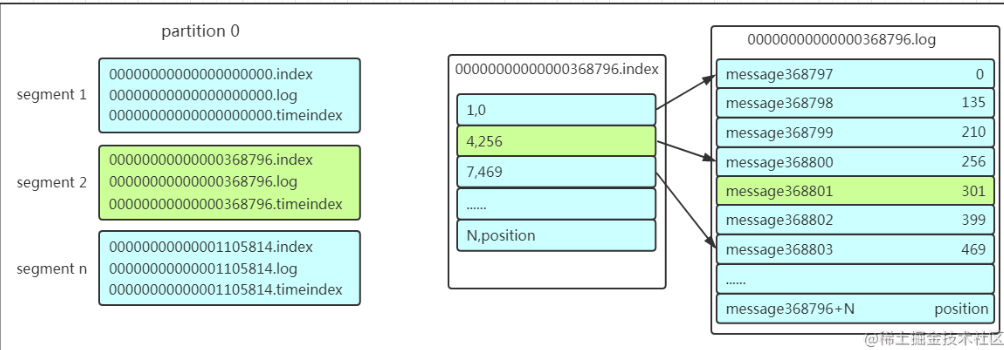 partition 0
segment 1
00000000000000000000.index
00000000000000000000.log
00000000000000000000.timeindex
segment 2
00000000000000368796.index
00000000000000368796.log
00000000000000368796.timeindex
segment n
00000000000001105814.index
00000000000001105814.log
00000000000001105814.timeindex
00000000000000368796.index
1,0
4,256
7,469
......
N,position
00000000000000368796.log
message368797 0
message368798 135
message368799 210
message368800 256
message368801 301
message368802 399
message368803 469
......
message368796+N position
@稀土掘金技术社区